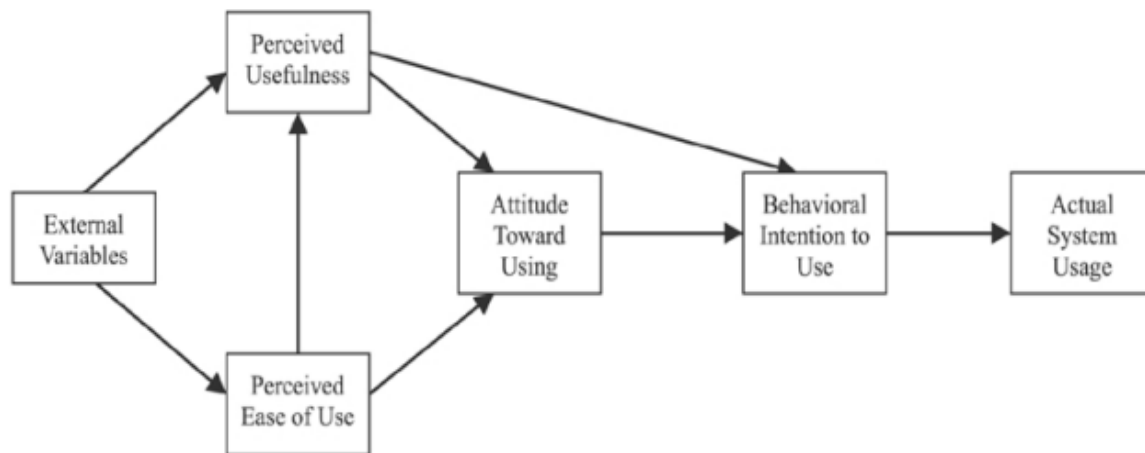 Perceived
Usefulness
External
Variables
Perceived
Ease of Use
Attitude
Toward
Using
Behavioral
Intention to
Use
Actual
System
Usage